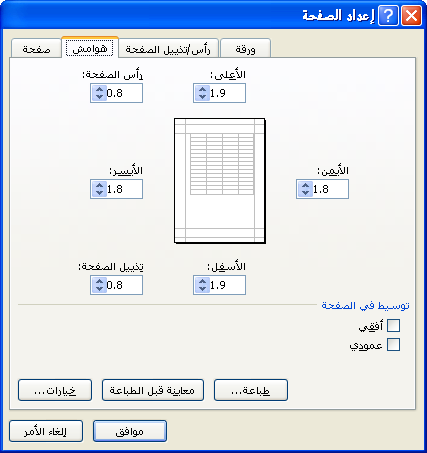 إعداد الصفحة
صفحة هوامش رأس/تذييل الصفحة ورقة
الأعلى: رأس الصفحة:
1.9 0.8
الأيمن: الأيسر:
1.8 1.8
الأسفل: تذييل الصفحة:
1.9 0.8
توسيط في الصفحة
أفقي
عمودي
طباعة... معاينة قبل الطباعة خيارات...
موافق إلغاء الأمر